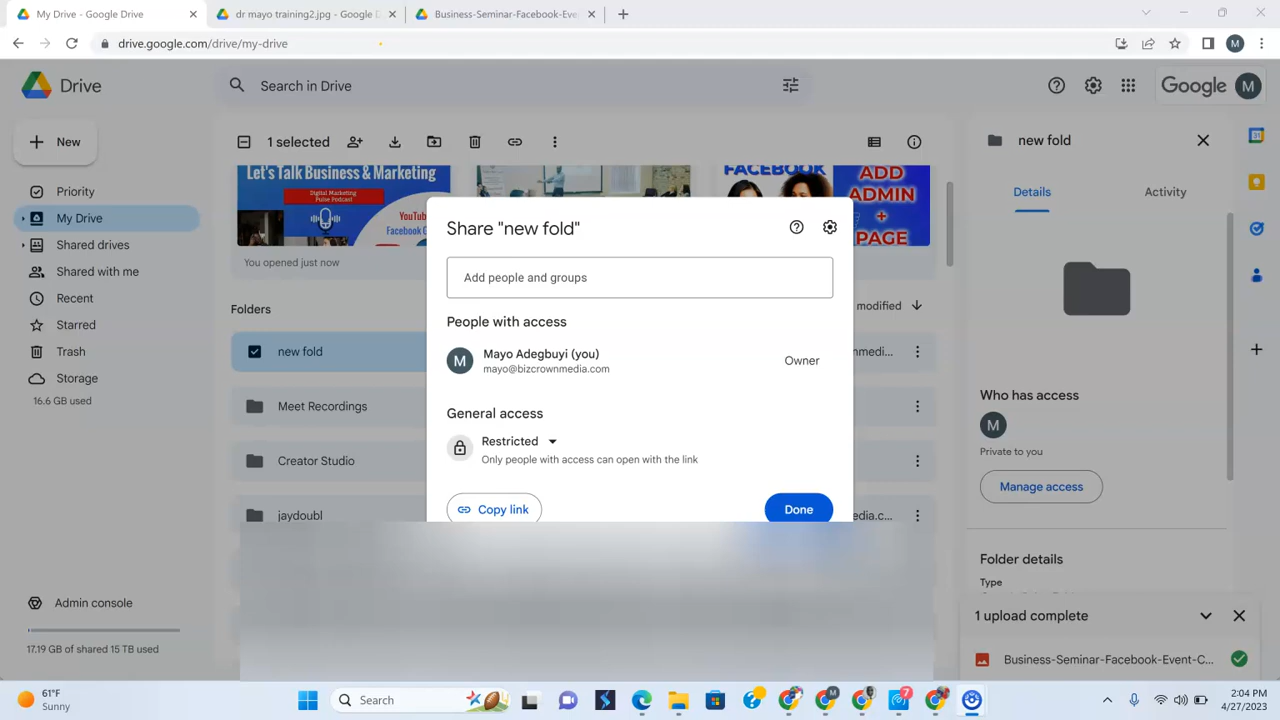 My Drive - Google Drive
dr mayo training2.jpg - Google D
Business-Seminar-Facebook-Eve
drive.google.com/drive/my-drive
M
Drive
Search in Drive
Google
M
New
1 selected
new fold
Priority
My Drive
Shared drives
Shared with me
Recent
Starred
Trash
Storage
16.6 GB used
Admin console
17.19 GB of shared 15 TB used
Let's Talk Business & Marketing
Digital Marketing
Pulse Podcast
YouTub
Facebook G
FACEBOOK
ADD
ADMIN
+
PAGE
You opened just now
Folders
modified
new fold
nmedi...
Meet Recordings
Creator Studio
jaydoubl
edia.c...
Share "new fold"
Add people and groups
People with access
M
Mayo Adegbuyi (you)
mayo@bizcrownmedia.com
Owner
General access
Restricted
Only people with access can open with the link
Copy link
Done
Details
Activity
Who has access
M
Private to you
Manage access
Folder details
Type
1 upload complete
Business-Seminar-Facebook-Event-C...
61°F
Sunny
Search
M
7
2:04 PM
4/27/2023